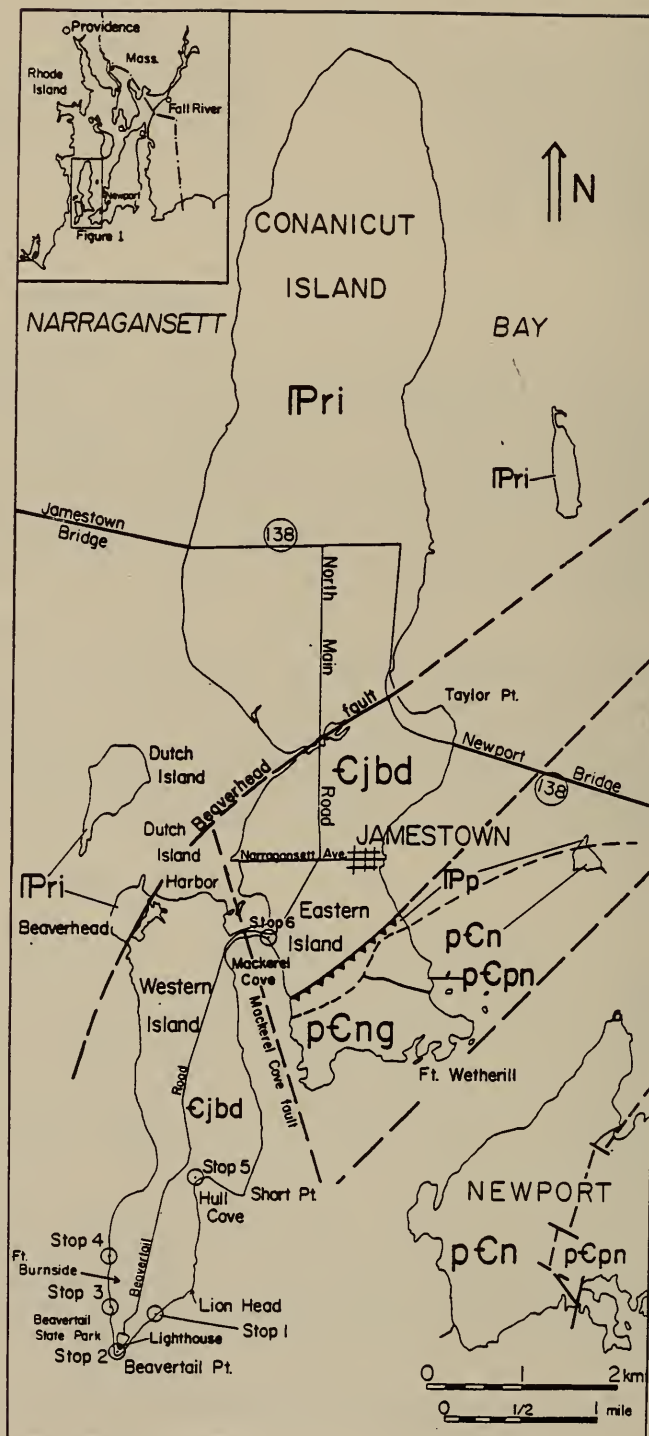 Providence
Mass.
Rhode
Island
Fall River
Newport
Figure 1
N
CONANICUT
ISLAND
NARRAGANSETT
BAY
ℙri
ℙri
Jamestown
Bridge
138
North
Main
Road
Beaverhead fault
Taylor Pt.
Newport
Bridge
138
Dutch
Island
Єjbd
Dutch
Island
Harbor
Narragansett Ave.
JAMESTOWN
ℙri
Beaverhead
ℙp
Stop 6
Eastern
Island
pЄn
pЄpn
Mackerel
Cove
Western
Island
Mackerel Cove fault
pЄng
Ft. Wetherill
Road
Єjbd
Stop 5
Hull
Cove
Short Pt.
NEWPORT
pЄn
pЄpn
Stop 4
Ft.
Burnside
Beavertail
Stop 3
Lion Head
Beavertail
State Park
Stop 1
Lighthouse
Stop 2
Beavertail Pt.
0 1 2 km
0 1/2 1 mile